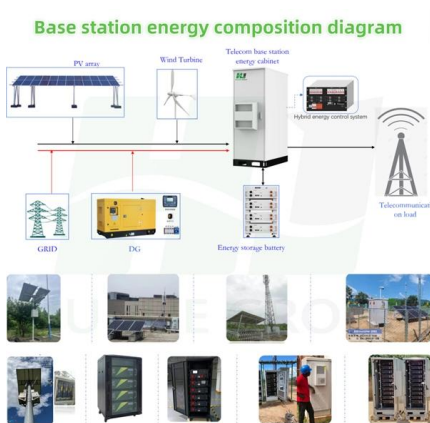 Base station energy composition diagram
PV array
Wind Turbine
Telecom base station
energy cabinet
Hybrid energy control system
Telecommunicati
on load
GRID
DG
Energy storage battery